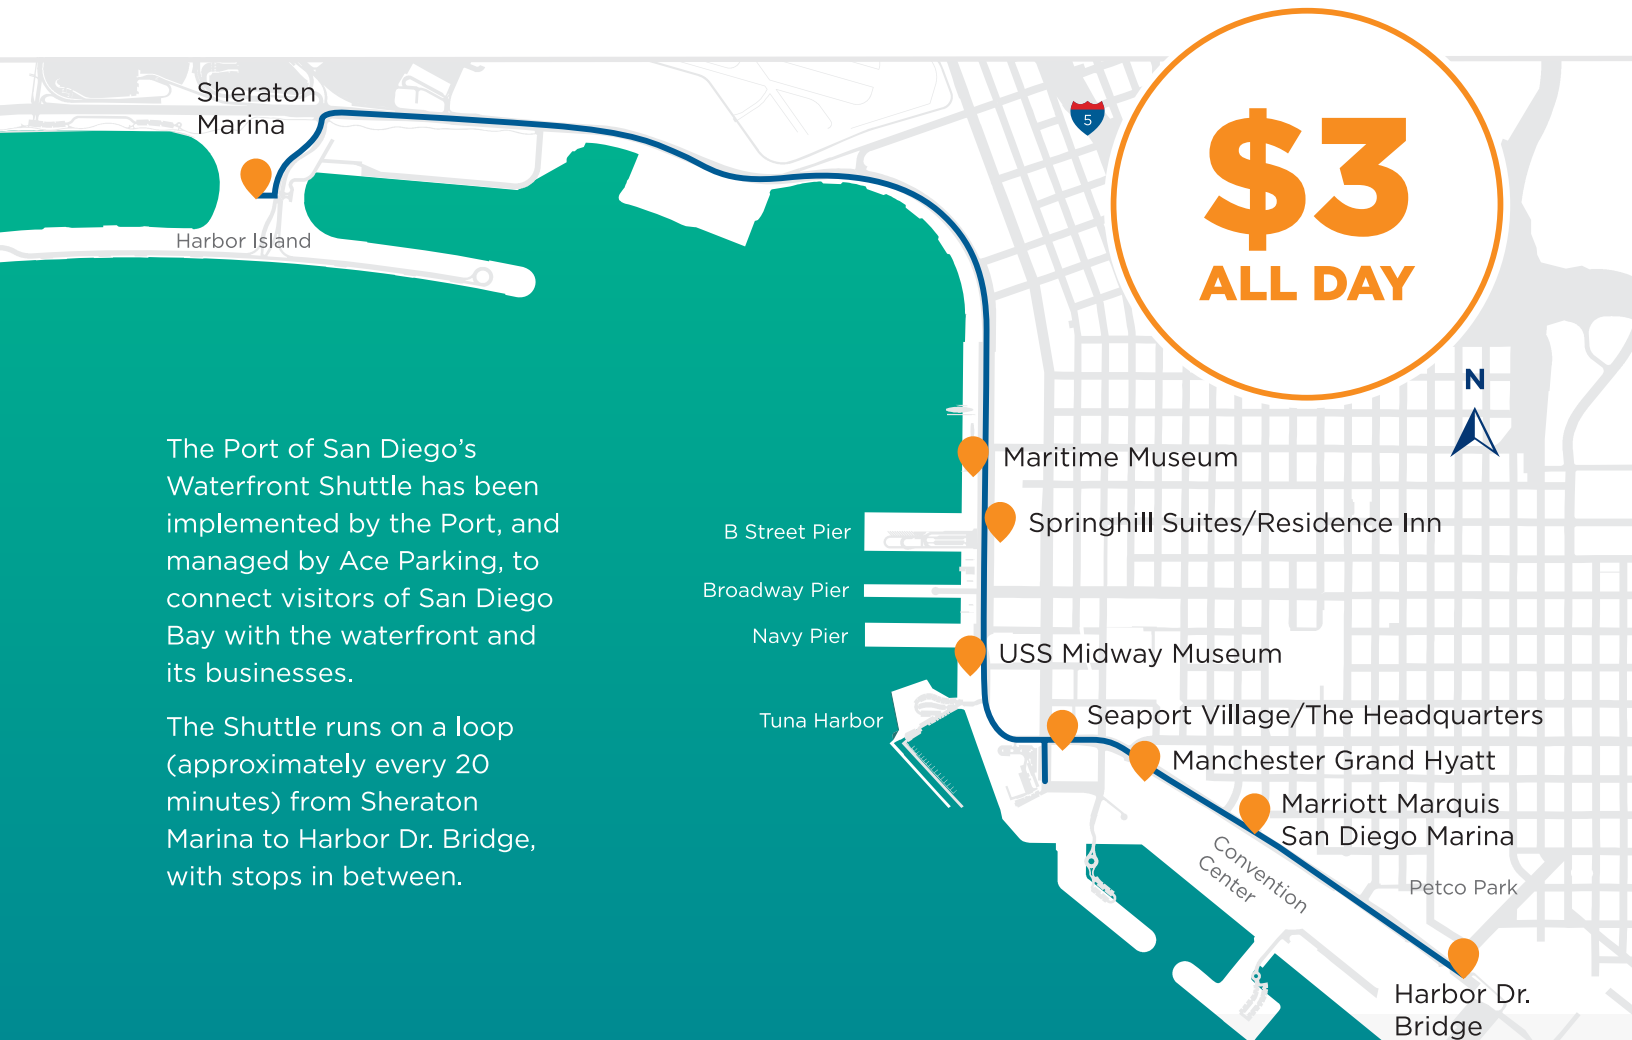 Sheraton
Marina
Harbor Island
5
$3
ALL DAY
N
The Port of San Diego’s
Waterfront Shuttle has been
implemented by the Port, and
managed by Ace Parking, to
connect visitors of San Diego
Bay with the waterfront and
its businesses.
The Shuttle runs on a loop
(approximately every 20
minutes) from Sheraton
Marina to Harbor Dr. Bridge,
with stops in between.
Maritime Museum
B Street Pier
Springhill Suites/Residence Inn
Broadway Pier
Navy Pier
USS Midway Museum
Tuna Harbor
Seaport Village/The Headquarters
Manchester Grand Hyatt
Marriott Marquis
San Diego Marina
Convention
Center
Petco Park
Harbor Dr.
Bridge